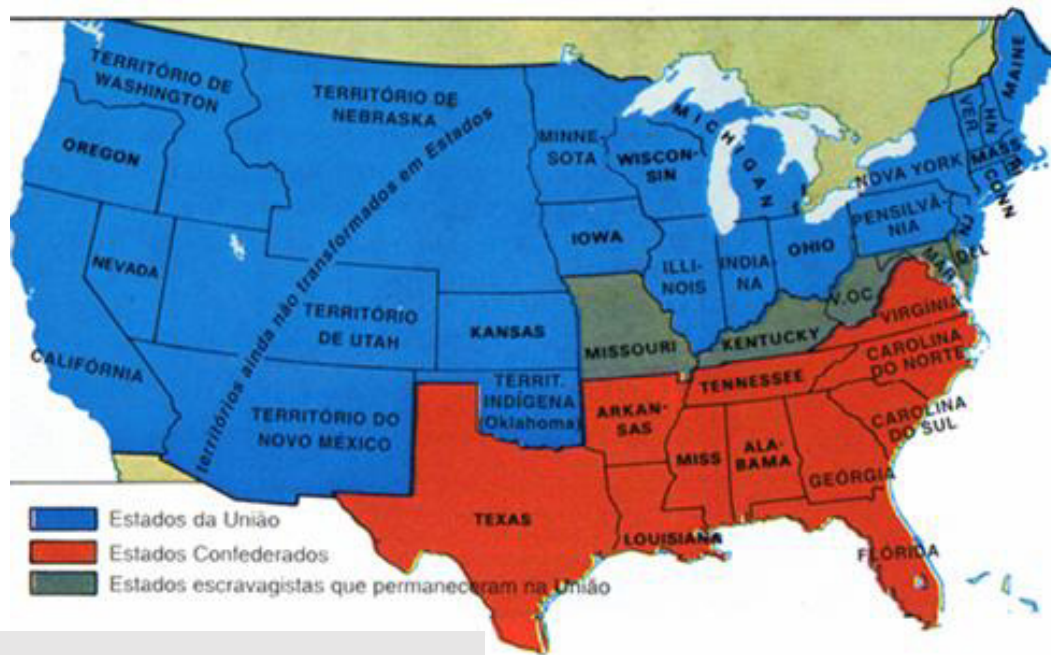 TERRITÓRIO DE
WASHINGTON
TERRITÓRIO DE
NEBRASKA
OREGON
NEVADA
CALIFÓRNIA
TERRITÓRIO
DE UTAH
TERRITÓRIO DO
NOVO MÉXICO
territórios ainda não transformados em Estados
KANSAS
TERRIT.
INDÍGENA
(Oklahoma)
MINNE
SOTA
WISCON-
SIN
MICHIGAN
IOWA
ILLI-
NOIS
INDIA-
NA
OHIO
PENSILVÂ-
NIA
NOVA YORK
VER.
NH
MAINE
MASS
RI
CONN
NJ
DEL
MAR
V.OC
VIRGÍNIA
KENTUCKY
MISSOURI
CAROLINA
DO NORTE
TENNESSEE
CAROLINA
DO SUL
ARKAN-
SAS
MISS
ALA-
BAMA
GEÓRGIA
TEXAS
LOUISIANA
FLÓRIDA
Estados da União
Estados Confederados
Estados escravagistas que permaneceram na União